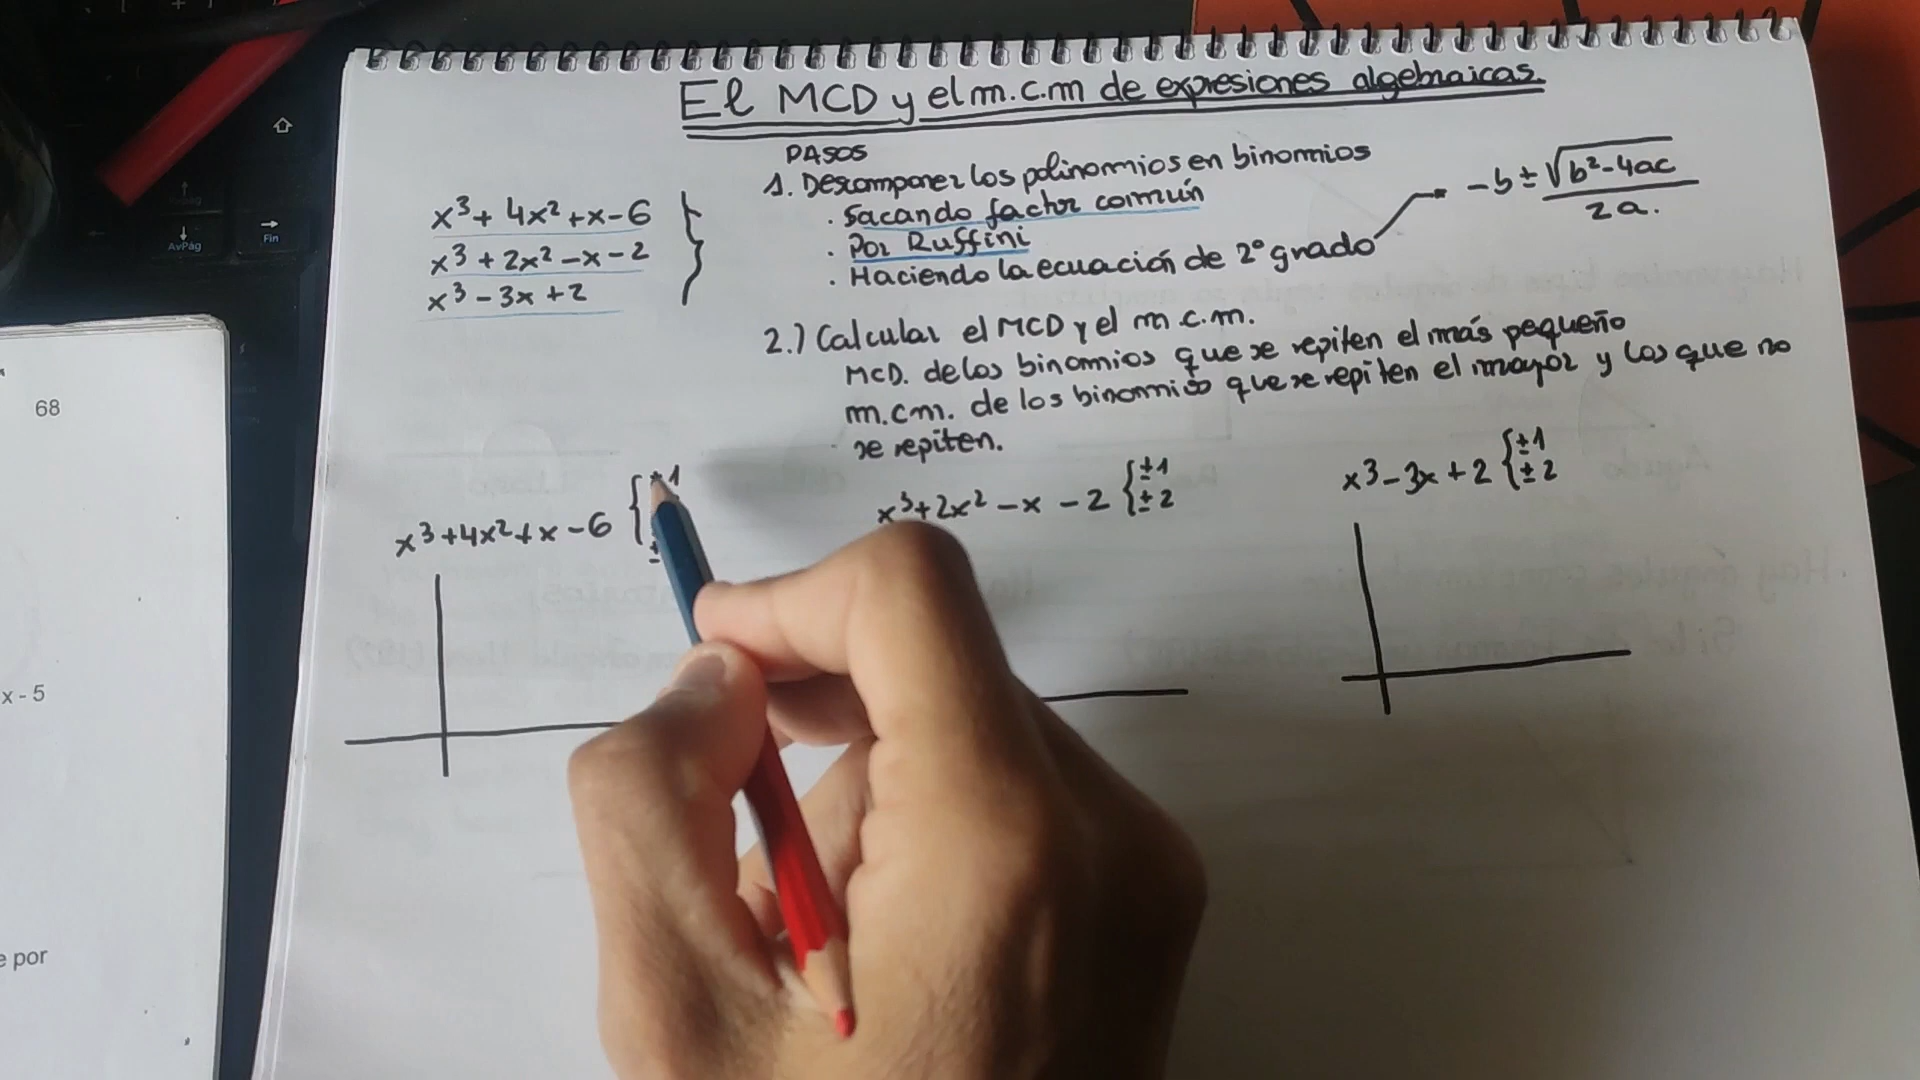 El MCD y el m.c.m de expresiones algebraicas
PASOS
1. Descomponer los polinomios en binomios
. Sacando factor común
. Por Ruffini
. Haciendo la ecuación de 2º grado
-b ± √b²-4ac
2a.
x³+ 4x² +x-6
x³ + 2x² -x-2
x³ - 3x +2
2.) Calcular el MCD y el m.c.m.
MCD. de los binomios que se repiten el más pequeño
m.cm. de los binomios que se repiten el mayor y los que no
se repiten.
x³+4x²+x-6 { ±1
±
x³+2x² -x -2 { ±1
± 2
x³-3x +2 { ±1
± 2
68
x - 5
e por
AvPág
Fin